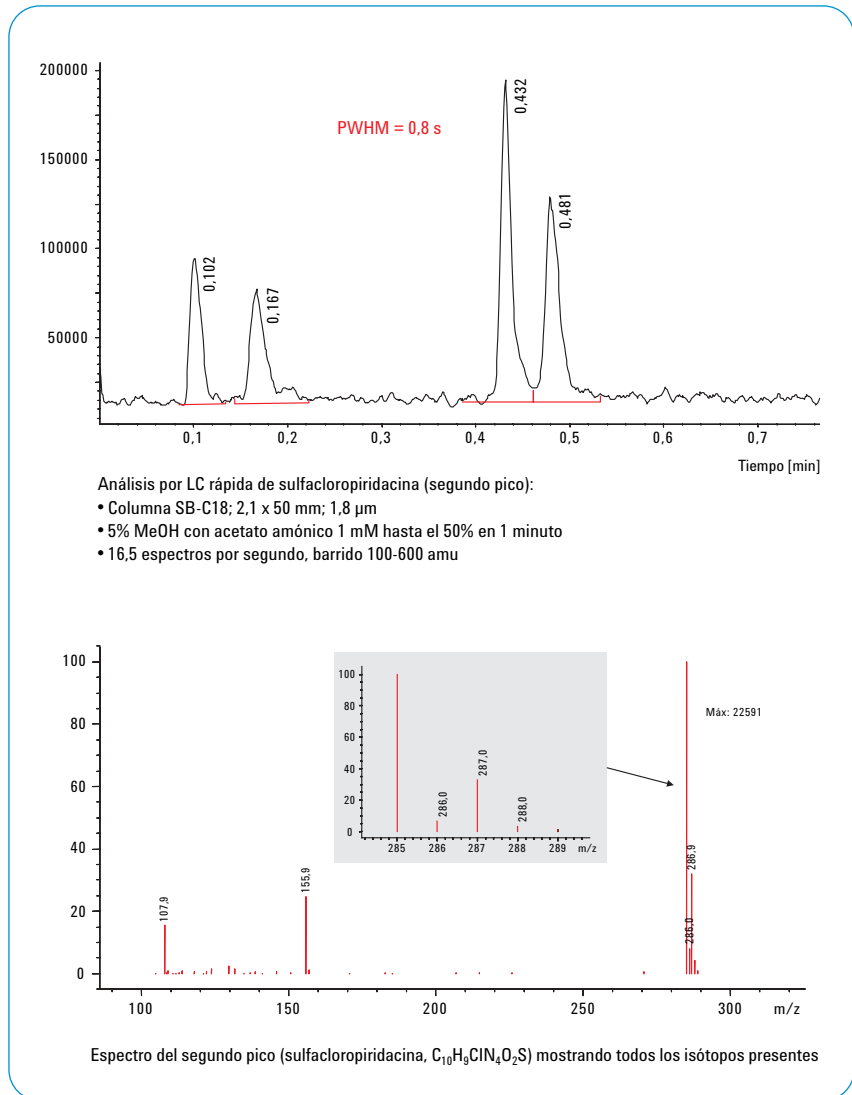 200000
150000
100000
50000
PWHM = 0,8 s
0,102
0,167
0,432
0,481
0,1 0,2 0,3 0,4 0,5 0,6 0,7
Tiempo [min]
Análisis por LC rápida de sulfacloropiridacina (segundo pico):
• Columna SB-C18; 2,1 x 50 mm; 1,8 µm
• 5% MeOH con acetato amónico 1 mM hasta el 50% en 1 minuto
• 16,5 espectros por segundo, barrido 100-600 amu
100
80
60
40
20
0
100
80
60
40
20
0
286,0
287,0
288,0
285 286 287 288 289 m/z
Máx: 22591
107,9
155,9
286,0
286,9
100 150 200 250 300 m/z
Espectro del segundo pico (sulfacloropiridacina, C₁₀H₉ClN₄O₂S) mostrando todos los isótopos presentes